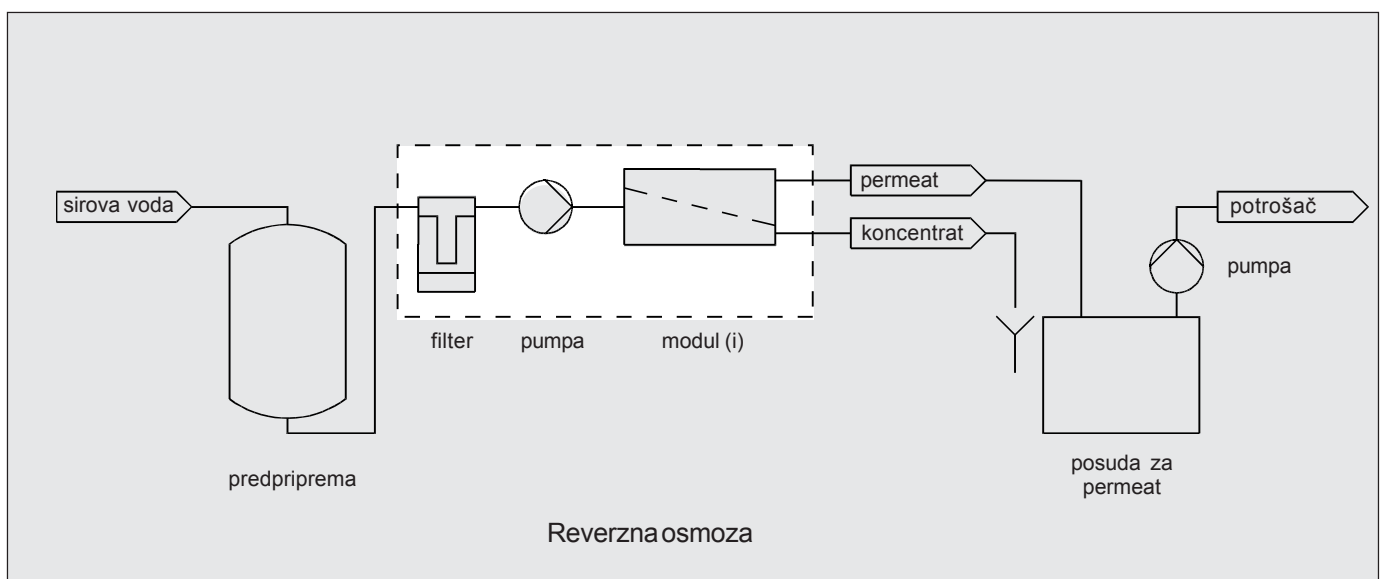 sirova voda
permeat
koncentrat
potrošač
pumpa
filter
pumpa
modul (i)
predpriprema
posuda za
permeat
Reverzna osmoza